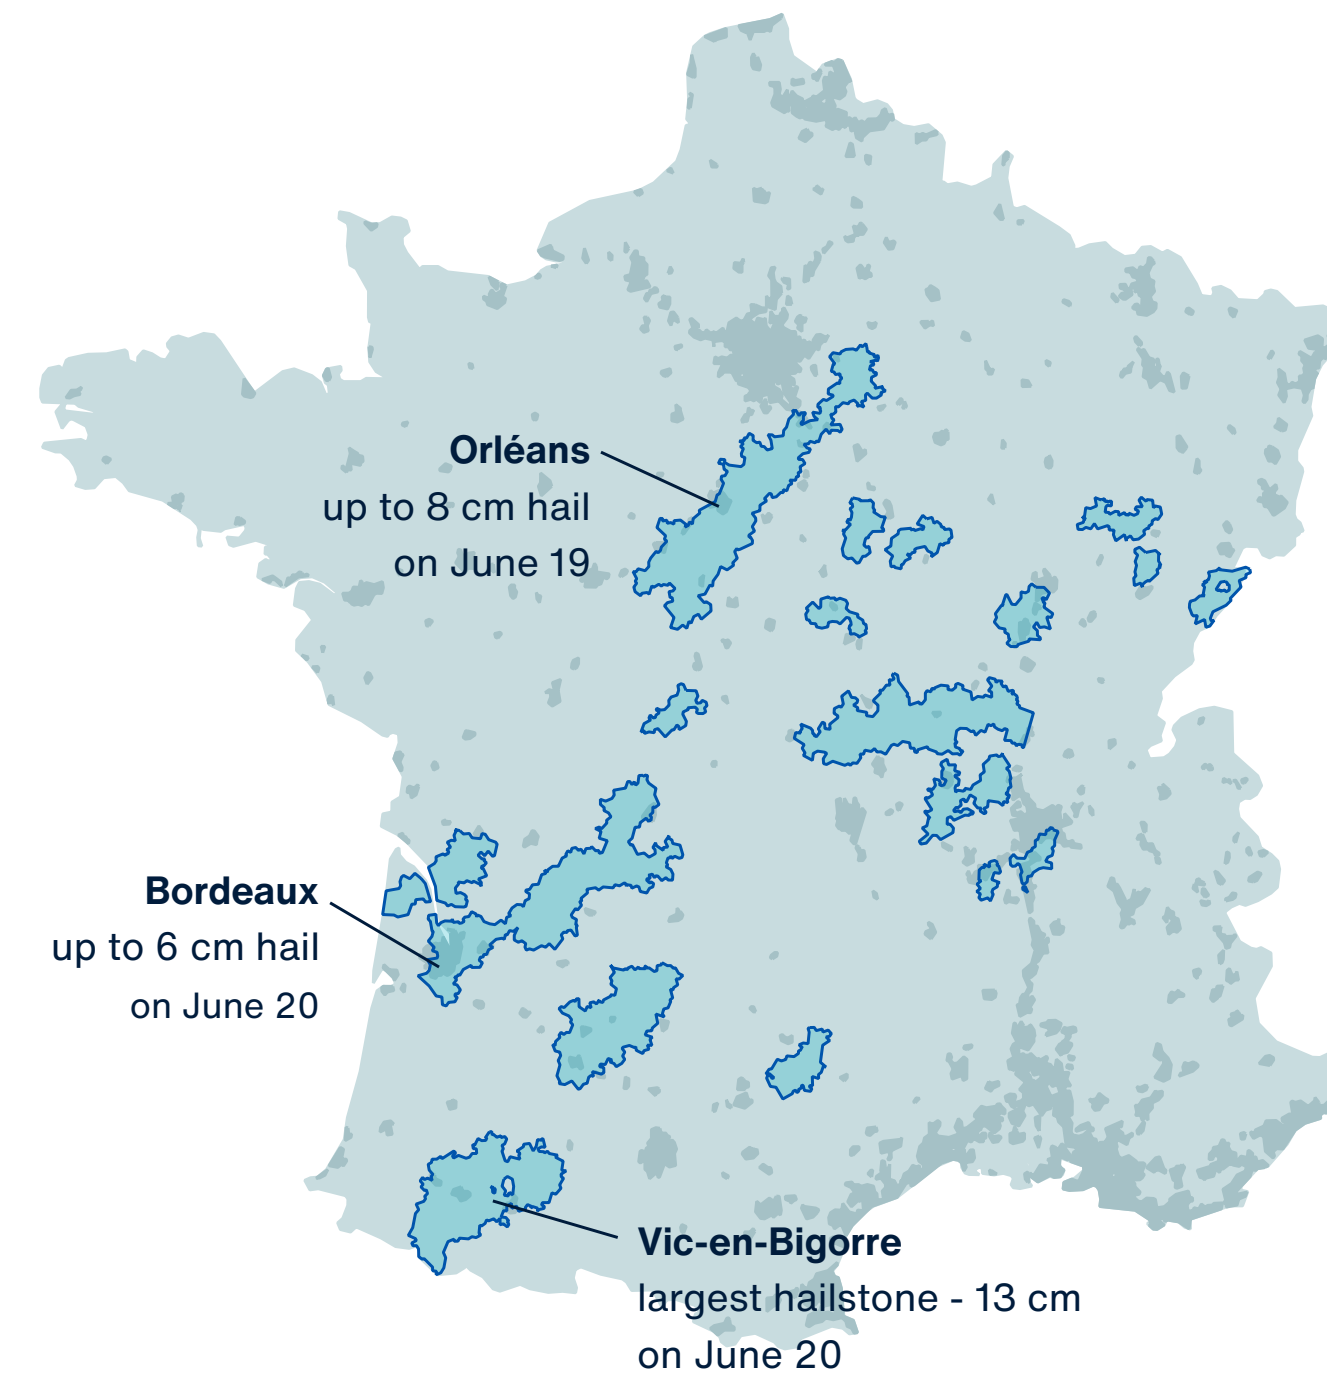 Orléans
up to 8 cm hail
on June 19
Bordeaux
up to 6 cm hail
on June 20
Vic-en-Bigorre
largest hailstone - 13 cm
on June 20